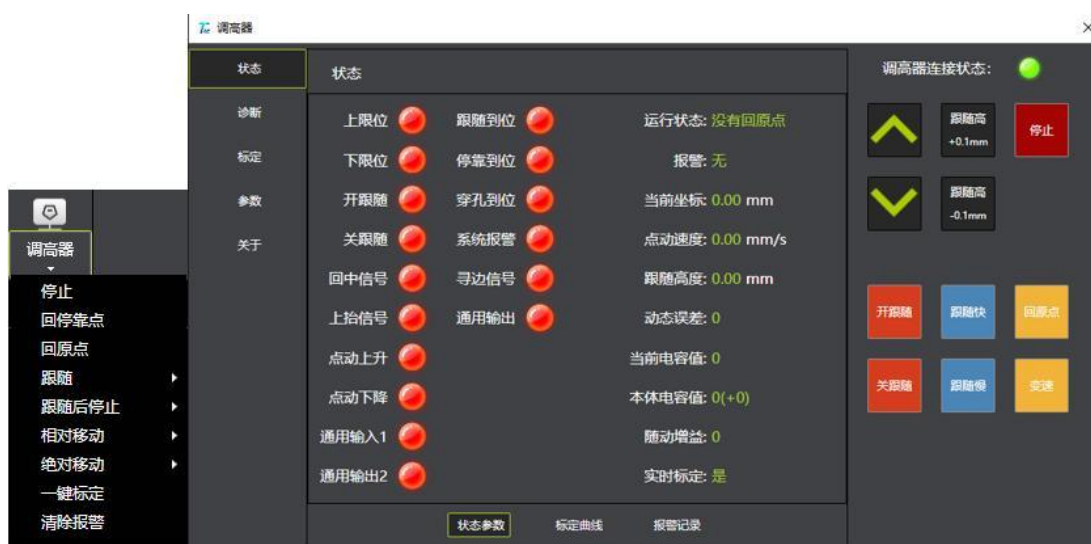 调高器
停止
回停靠点
回原点
跟随
跟随后停止
相对移动
绝对移动
一键标定
清除报警
调高器
状态
诊断
标定
参数
关于
状态
上限位 跟随到位 运行状态: 没有回原点
下限位 停靠到位 报警: 无
开跟随 穿孔到位 当前坐标: 0.00 mm
关跟随 系统报警 点动速度: 0.00 mm/s
回中信号 寻边信号 跟随高度: 0.00 mm
上抬信号 通用输出 动态误差: 0
点动上升 当前电容值: 0
点动下降 本体电容值: 0(+0)
通用输入1 随动增益: 0
通用输出2 实时标定: 是
状态参数 标定曲线 报警记录
调高器连接状态:
跟随高
+0.1mm
停止
跟随高
-0.1mm
开跟随 跟随快 回原点
关跟随 跟随慢 变速